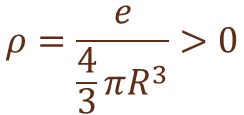 ρ = e / (4/3 πR³) > 0